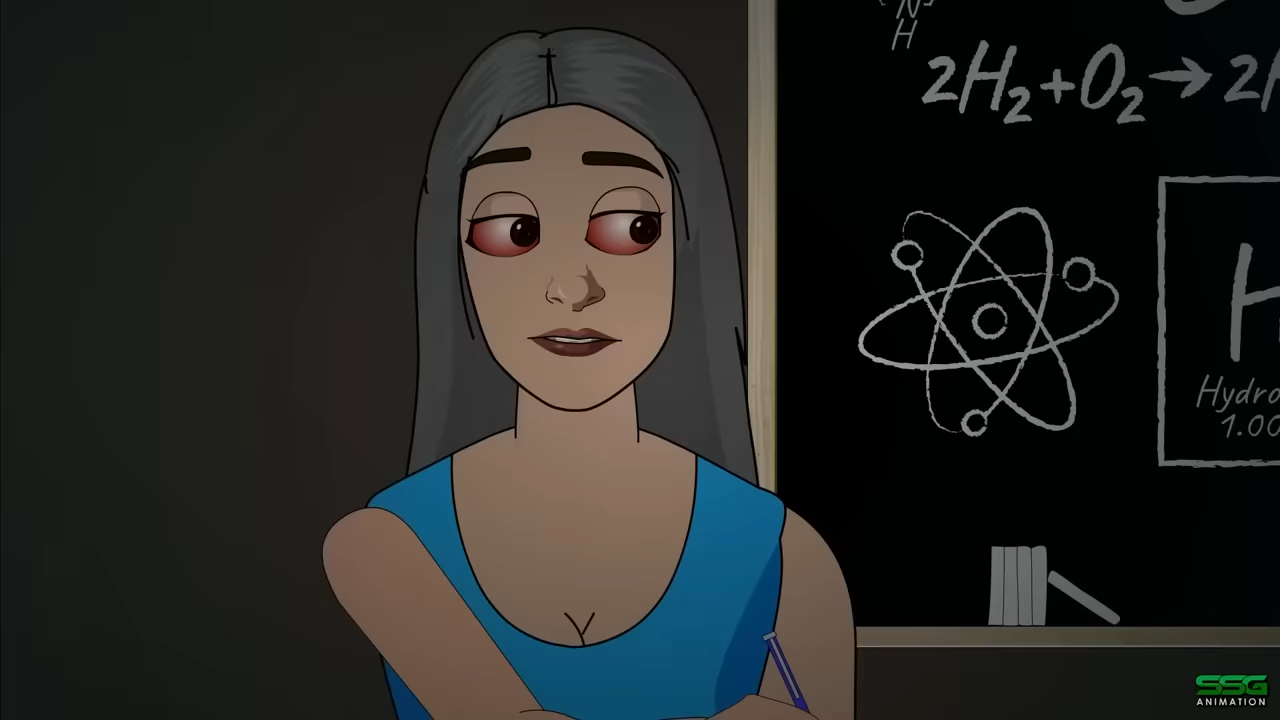 N
H
2H₂+O₂→2
H
Hydro
1.00
SSG
ANIMATION